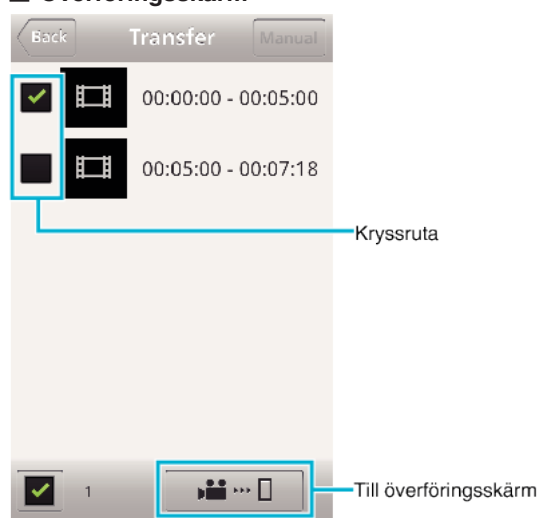 ■ Överföringsskärm
Back Transfer Manual
00:00:00 - 00:05:00
00:05:00 - 00:07:18
Kryssruta
1
Till överföringsskärm